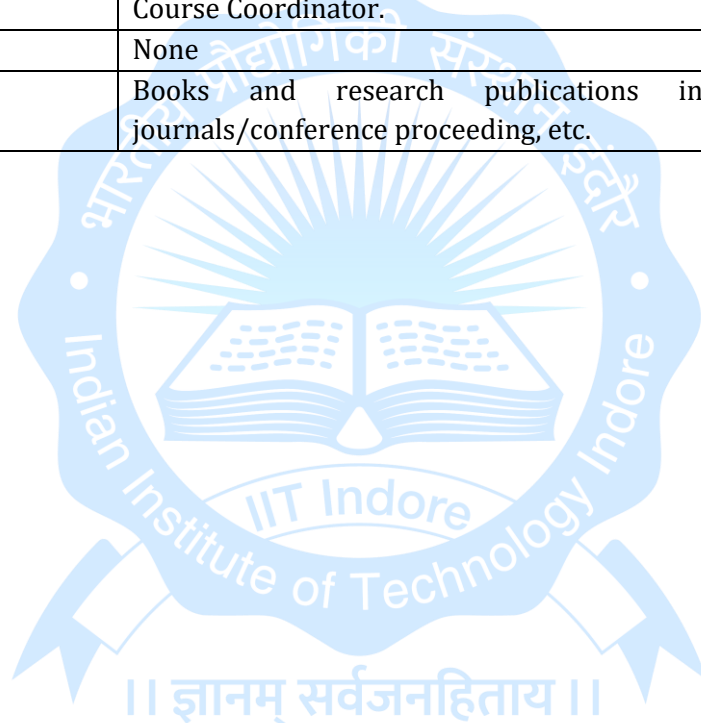 Course Coordinator.
None
Books and research publications in
journals/conference proceeding, etc.
भारतीय प्रौद्योगिकी संस्थान इंदौर
Indian Institute of Technology Indore
IIT Indore
।। ज्ञानम् सर्वजनहिताय ।।